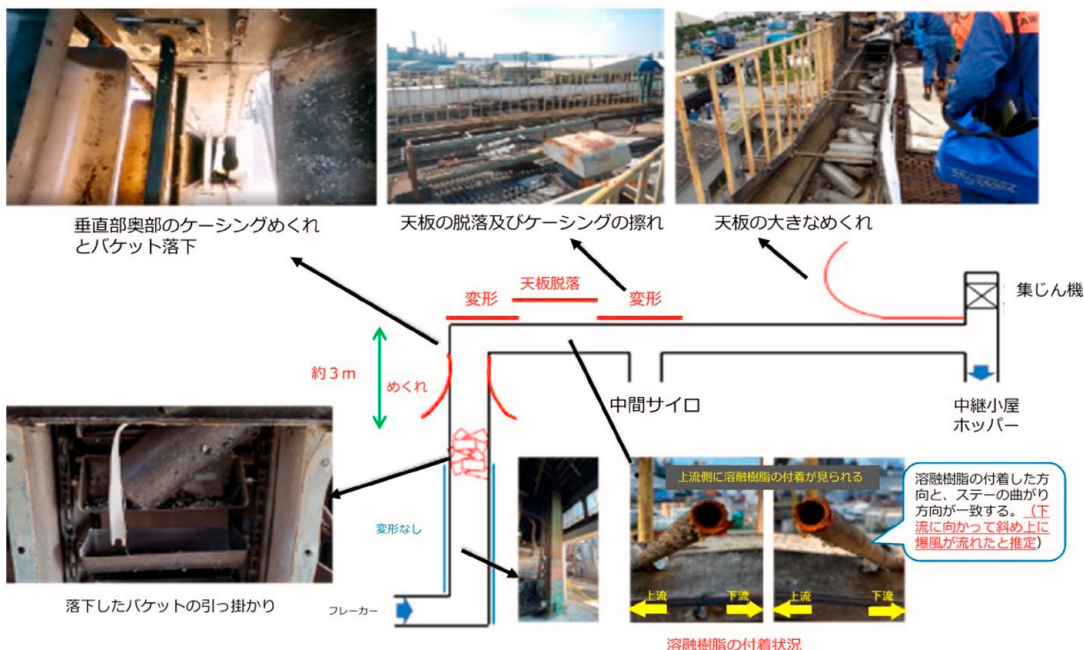 垂直部奥部のケーシングめくれ
とバケット落下
天板の脱落及びケーシングの擦れ
天板の大きなめくれ
変形
天板脱落
変形
集じん機
約3m
めくれ
中間サイロ
中継小屋
ホッパー
上流側に溶融樹脂の付着が見られる
溶融樹脂の付着した方
向と、ステーの曲がり
方向が一致する。（下
流に向かって斜め上に
爆風が流れたと推定）
変形なし
フレーカー
落下したバケットの引っ掛かり
上流
下流
上流
下流
溶融樹脂の付着状況